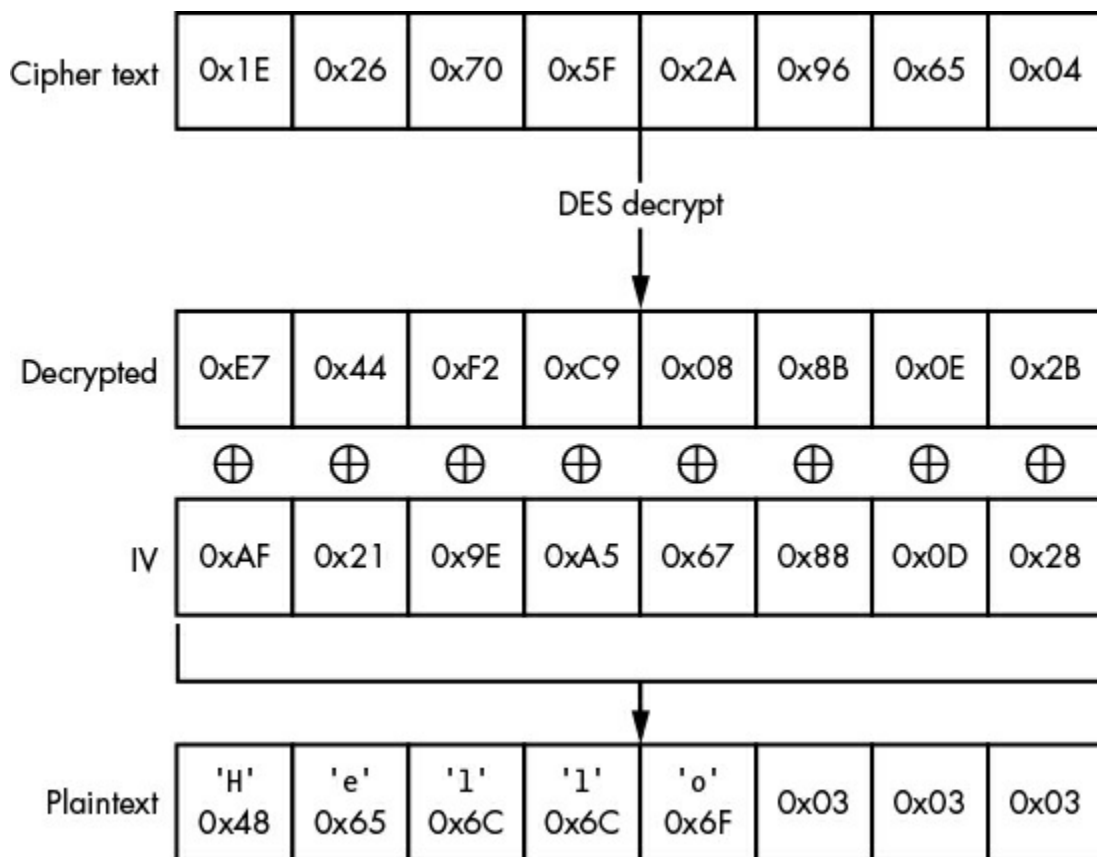 Cipher text 0x1E 0x26 0x70 0x5F 0x2A 0x96 0x65 0x04
DES decrypt
Decrypted 0xE7 0x44 0xF2 0xC9 0x08 0x8B 0x0E 0x2B
⊕ ⊕ ⊕ ⊕ ⊕ ⊕ ⊕ ⊕
IV 0xAF 0x21 0x9E 0xA5 0x67 0x88 0x0D 0x28
'H' 'e' 'l' 'l' 'o'
Plaintext 0x48 0x65 0x6C 0x6C 0x6F 0x03 0x03 0x03